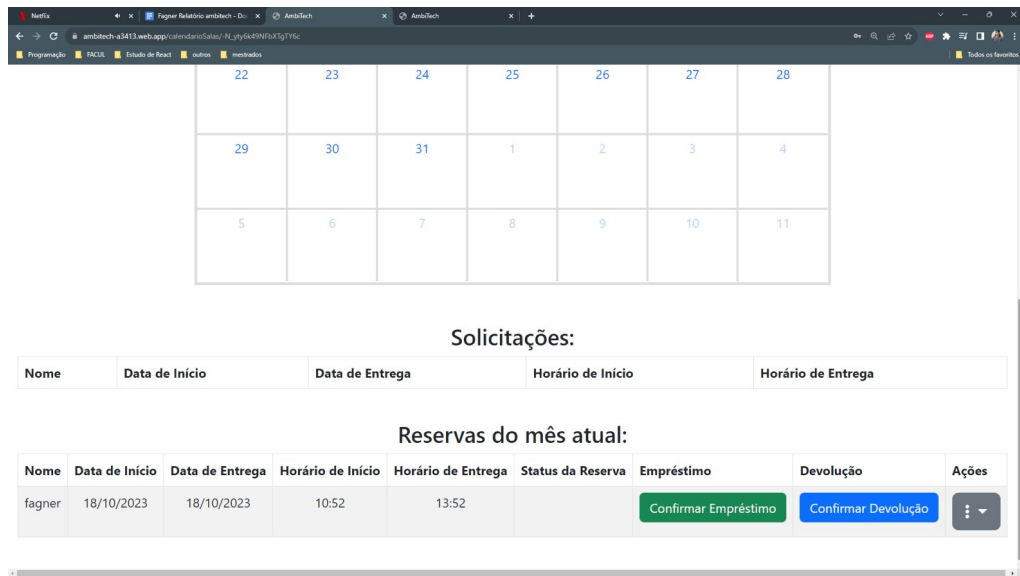 Netflix Fagner Relatório ambitech - Do AmbiTech AmbiTech
ambitech-a3413.web.app/calendarioSalas/-N_yty6k49NFbXTgTY6c
Programação FACUL Estudo de React outros mestrados Todos os favoritos
22 23 24 25 26 27 28
29 30 31 1 2 3 4
5 6 7 8 9 10 11
Solicitações:
Nome Data de Início Data de Entrega Horário de Início Horário de Entrega
Reservas do mês atual:
Nome Data de Início Data de Entrega Horário de Início Horário de Entrega Status da Reserva Empréstimo Devolução Ações
fagner 18/10/2023 18/10/2023 10:52 13:52 Confirmar Empréstimo Confirmar Devolução